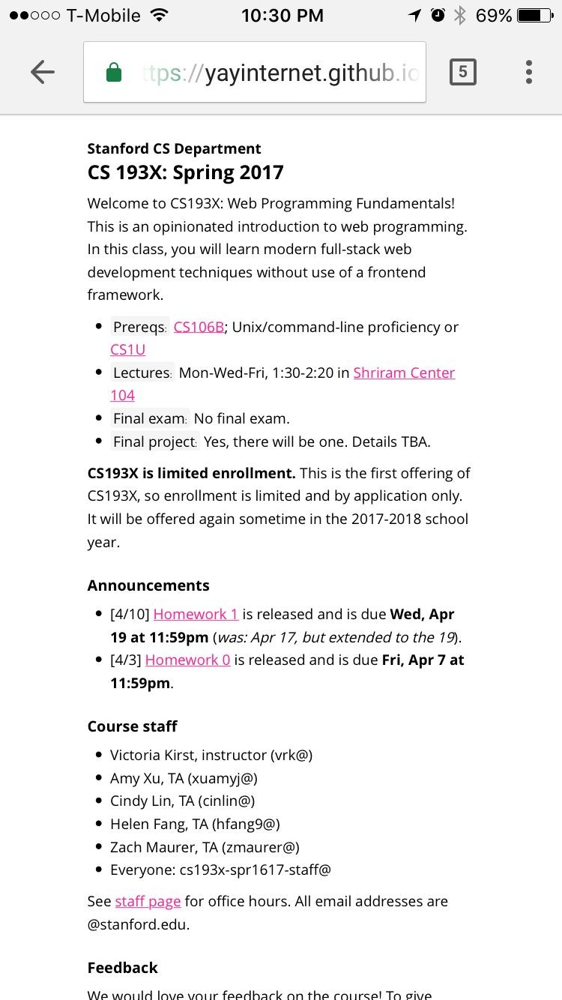 T-Mobile 10:30 PM 69%
ttps://yayinternet.github.io 5
Stanford CS Department
CS 193X: Spring 2017
Welcome to CS193X: Web Programming Fundamentals!
This is an opinionated introduction to web programming.
In this class, you will learn modern full-stack web
development techniques without use of a frontend
framework.
• Prereqs: CS106B; Unix/command-line proficiency or
CS1U
• Lectures: Mon-Wed-Fri, 1:30-2:20 in Shriram Center
104
• Final exam: No final exam.
• Final project: Yes, there will be one. Details TBA.
CS193X is limited enrollment. This is the first offering of
CS193X, so enrollment is limited and by application only.
It will be offered again sometime in the 2017-2018 school
year.
Announcements
• [4/10] Homework 1 is released and is due Wed, Apr
19 at 11:59pm (was: Apr 17, but extended to the 19).
• [4/3] Homework 0 is released and is due Fri, Apr 7 at
11:59pm.
Course staff
• Victoria Kirst, instructor (vrk@)
• Amy Xu, TA (xuamyj@)
• Cindy Lin, TA (cinlin@)
• Helen Fang, TA (hfang9@)
• Zach Maurer, TA (zmaurer@)
• Everyone: cs193x-spr1617-staff@
See staff page for office hours. All email addresses are
@stanford.edu.
Feedback
We would love your feedback on the course! To give